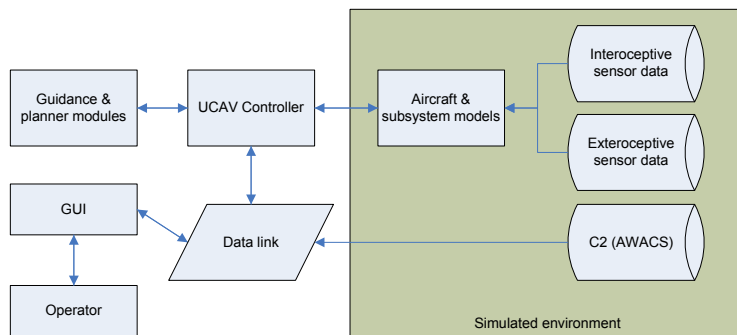 Interoceptive
sensor data
Guidance &
planner modules
UCAV Controller
Aircraft &
subsystem models
Exteroceptive
sensor data
GUI
Data link
C2 (AWACS)
Operator
Simulated environment